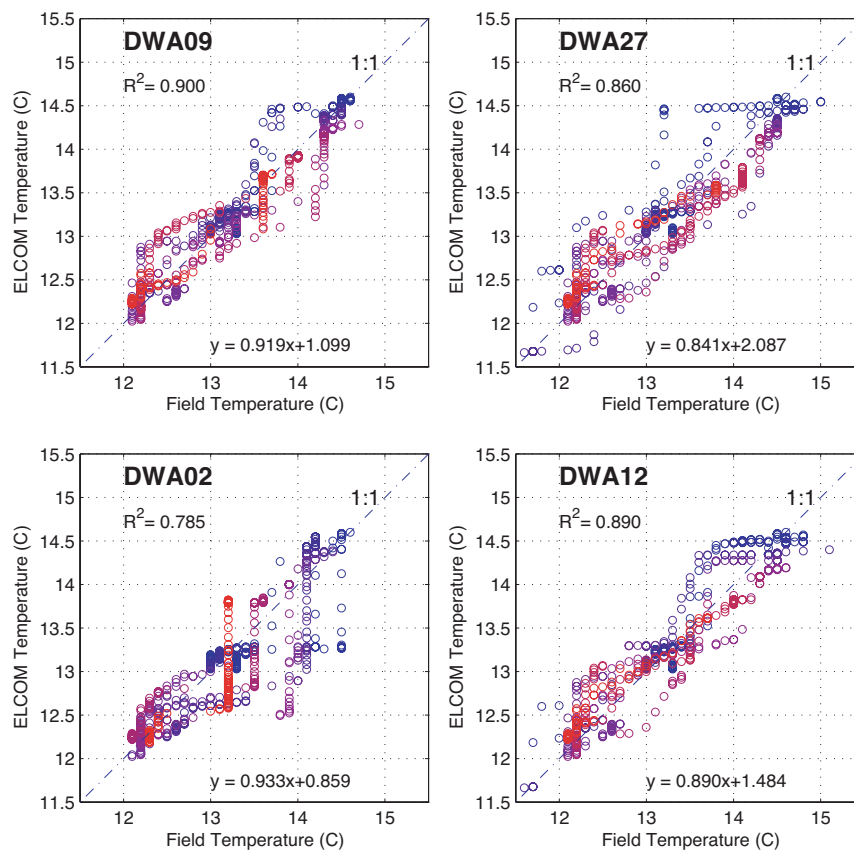 DWA09
1:1
R²= 0.900
y = 0.919x+1.099
15.5
15
14.5
14
13.5
13
12.5
12
11.5
12 13 14 15
ELCOM Temperature (C)
Field Temperature (C)
DWA27
1:1
R²= 0.860
y = 0.841x+2.087
15.5
15
14.5
14
13.5
13
12.5
12
11.5
12 13 14 15
ELCOM Temperature (C)
Field Temperature (C)
DWA02
1:1
R²= 0.785
y = 0.933x+0.859
15.5
15
14.5
14
13.5
13
12.5
12
11.5
12 13 14 15
ELCOM Temperature (C)
Field Temperature (C)
DWA12
1:1
R²= 0.890
y = 0.890x+1.484
15.5
15
14.5
14
13.5
13
12.5
12
11.5
12 13 14 15
ELCOM Temperature (C)
Field Temperature (C)